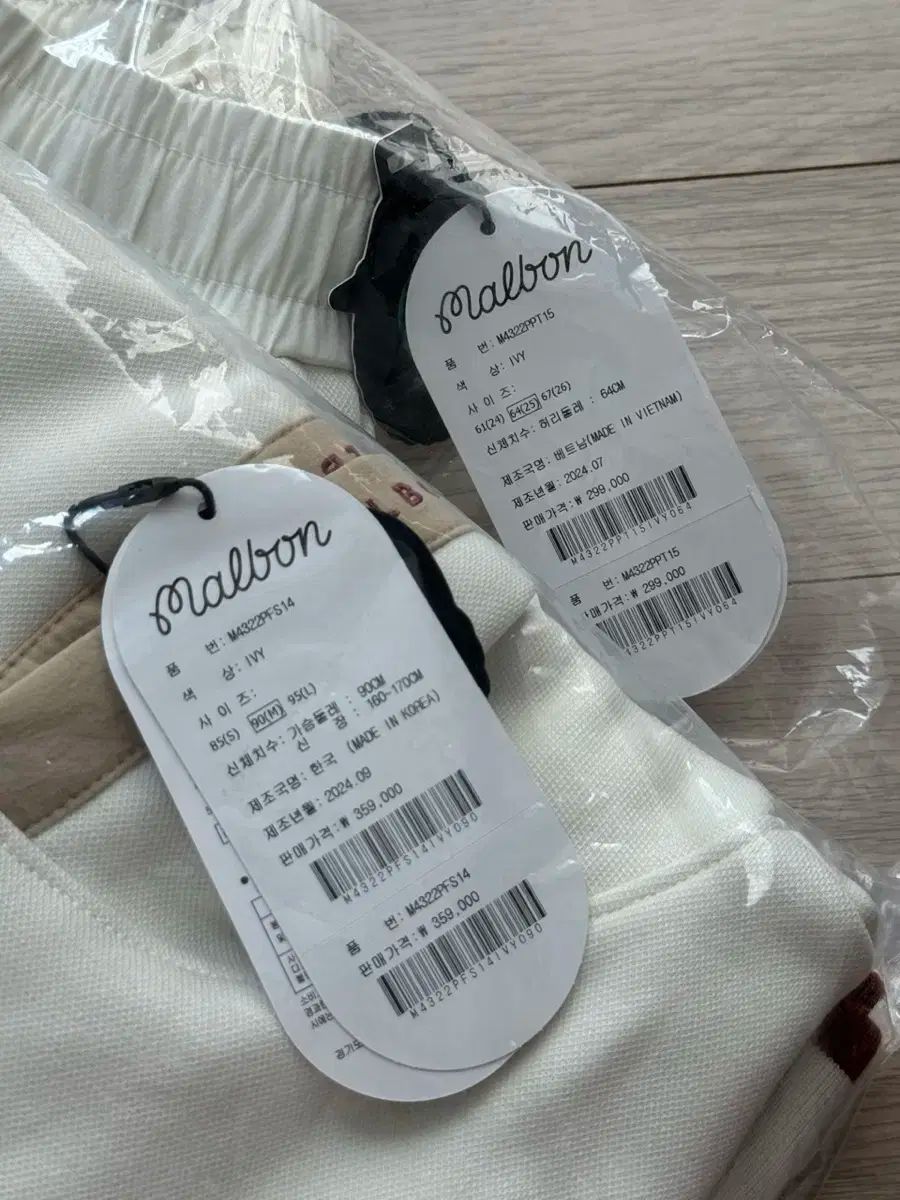 malbon
품 번: M4322PPT15
색 상: IVY
사 이 즈:
61(24) 64(25) 67(26)
신체치수: 허리둘레 : 64CM
제조국명: 베트남(MADE IN VIETNAM)
제조년월: 2024.07
판매가격: ₩ 299,000
M4322PPT15IVY064
품 번: M4322PPT15
판매가격: ₩ 299,000
4322PPT15IVY064
malbon
품 번: M4322PFS14
색 상: IVY
사 이 즈:
85(S) 90(M) 95(L)
신체치수: 가슴둘레 : 90CM
신 장 : 160~170CM
제조국명: 한국 (MADE IN KOREA)
제조년월: 2024.09
판매가격: ₩ 359,000
M4322PFS14IVY090
품 번: M4322PFS14
판매가격: ₩ 359,000
M4322PFS14IVY090
소비
경기도